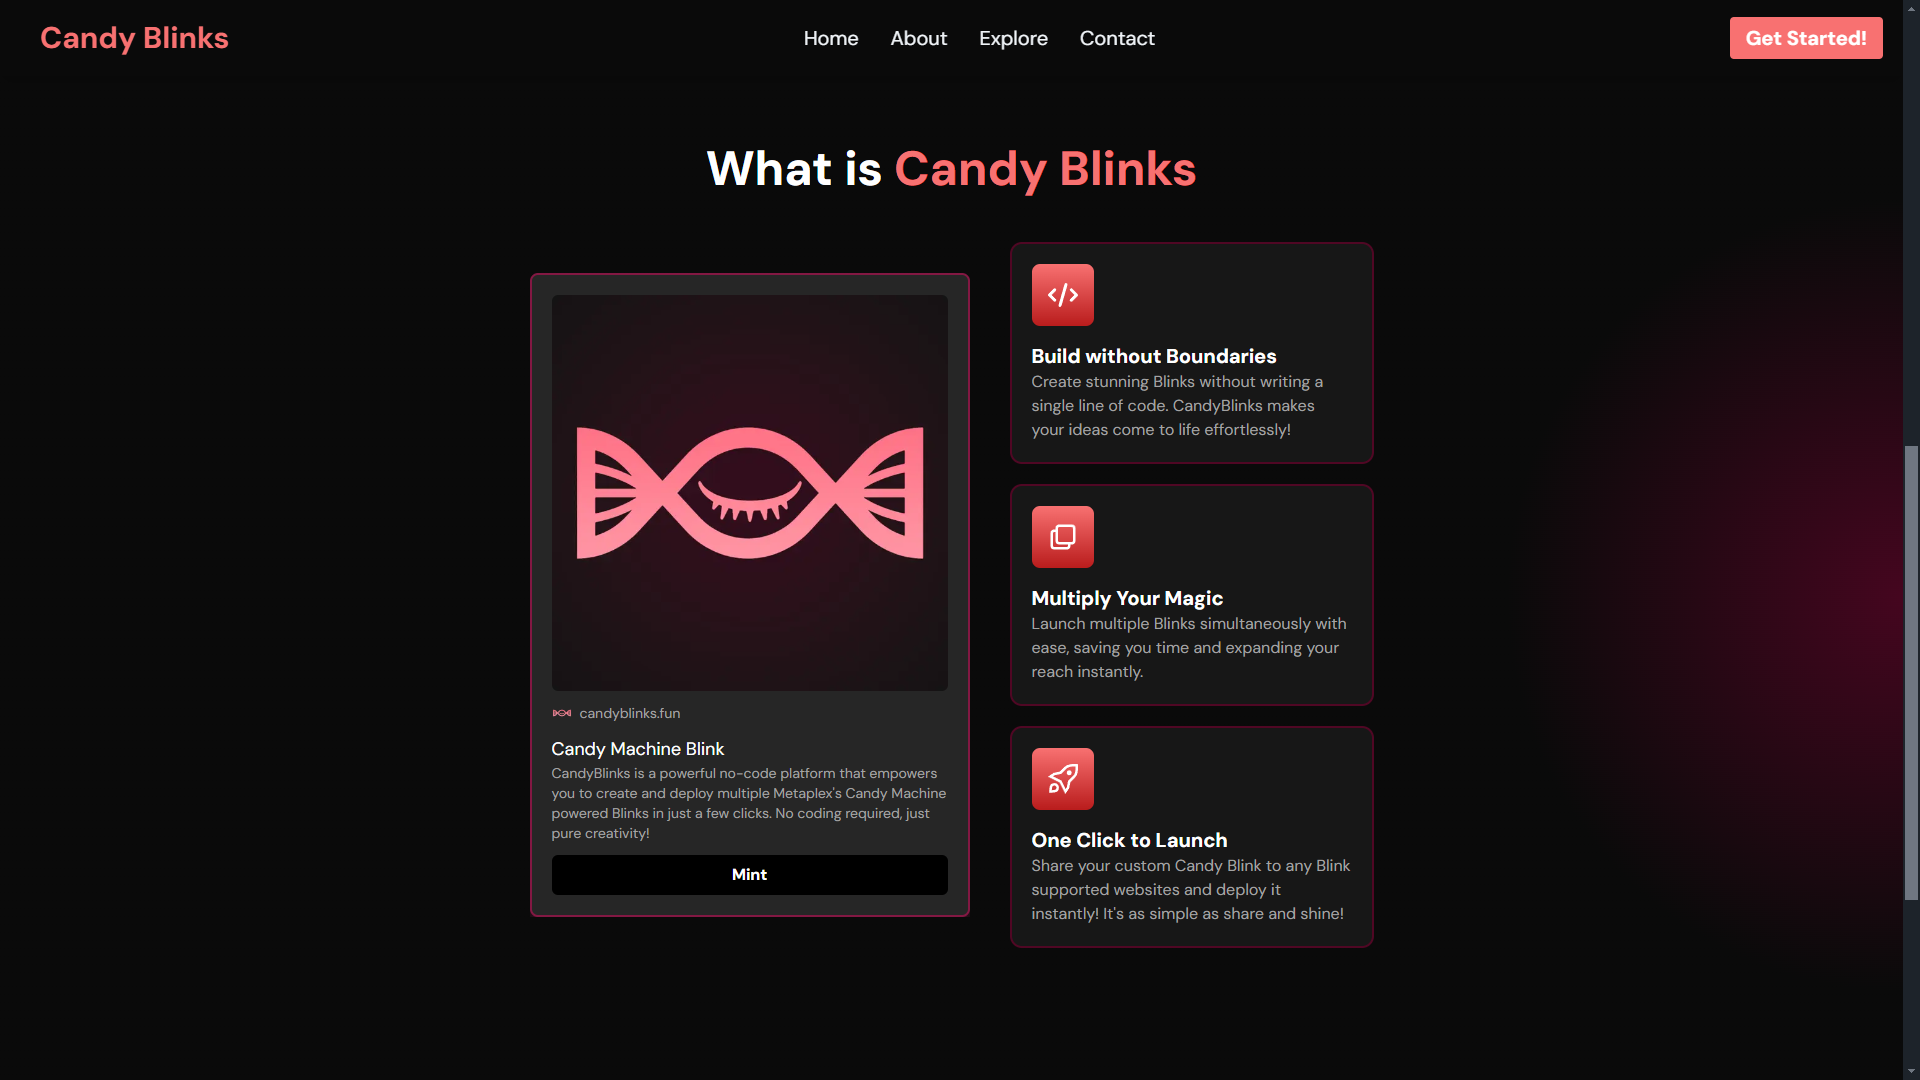 Candy Blinks
Home
About
Explore
Contact
Get Started!
What is Candy Blinks
candyblinks.fun
Candy Machine Blink
CandyBlinks is a powerful no-code platform that empowers
you to create and deploy multiple Metaplex's Candy Machine
powered Blinks in just a few clicks. No coding required, just
pure creativity!
Mint
Build without Boundaries
Create stunning Blinks without writing a
single line of code. CandyBlinks makes
your ideas come to life effortlessly!
Multiply Your Magic
Launch multiple Blinks simultaneously with
ease, saving you time and expanding your
reach instantly.
One Click to Launch
Share your custom Candy Blink to any Blink
supported websites and deploy it
instantly! It's as simple as share and shine!